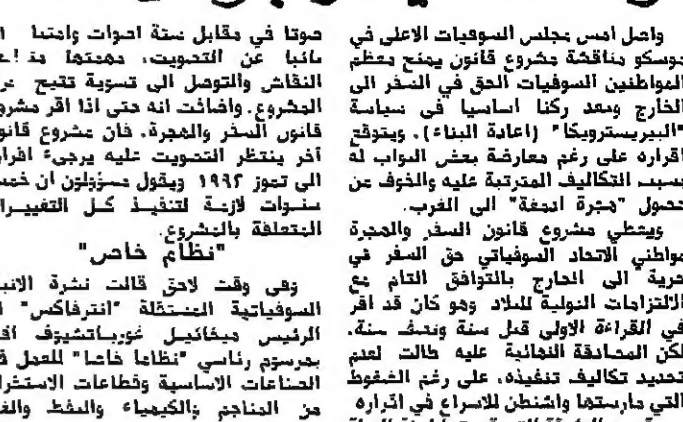 واصل امس مجلس السوفيات الاعلى في
موسكو مناقشة مشروع قانون يمنح معظم
المواطنين السوفيات الحق في السفر الى
الخارج ويعد ركنا اساسيا في سياسة
"البيريسترويكا" (اعادة البناء). ويتوقع
اقراره على رغم معارضة بعض النواب له
بسبب التكاليف المترتبة عليه والخوف من
حصول "هجرة ادمغة" الى الغرب.
ويعطي مشروع قانون السفر والهجرة
مواطني الاتحاد السوفياتي حق السفر في
حرية الى الخارج بالتوافق التام مع
الالتزامات الدولية للبلاد وهو كان قد اقر
في القراءة الاولى قبل سنة ونصف سنة.
لكن المصادقة النهائية عليه طالت لعدم
تحديد تكاليف تنفيذه، على رغم الضغوط
التي مارستها واشنطن للاسراع في اقراره
صوتا في مقابل ستة اصوات وامتنا
نائبا عن التصويت، مهمتها
النقاش والتوصل الى تسوية تتيح
المشروع. واضافت انه حتى اذا اقر مشرو
قانون السفر والهجرة، فان مشروع قانو
آخر ينتظر التصويت عليه يرجىء اقرا
الى تموز ١٩٩٢ ويقول مسؤولون ان خمس
سنوات لازمة لتنفيذ كل التغييرا
المتعلقة بالمشروع.
"نظام خاص"
وفي وقت لاحق قالت نشرة الانب
السوفياتية المستقلة "انترفاكس"
الرئيس ميخائيل غورباتشيوف
بمرسوم رئاسي "نظاما خاصا" للعمل
الصناعات الاساسية وقطاعات الاستخرا
من المناجم والكيمياء والنفط والغ